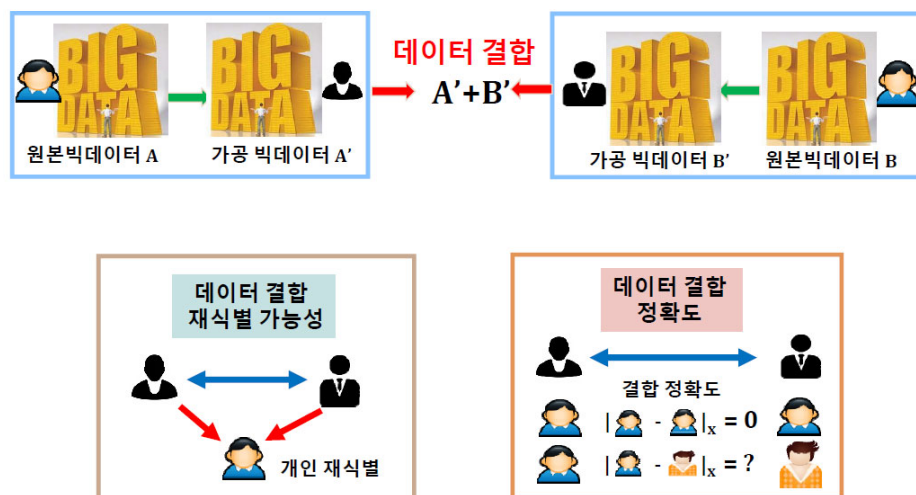 BIG
DATA
BIG
DATA
원본빅데이터 A
가공 빅데이터 A'
데이터 결합
A'+B'
BIG
DATA
BIG
DATA
가공 빅데이터 B'
원본빅데이터 B
데이터 결합
재식별 가능성
개인 재식별
데이터 결합
정확도
결합 정확도
| - |x = 0
| - |x = ?